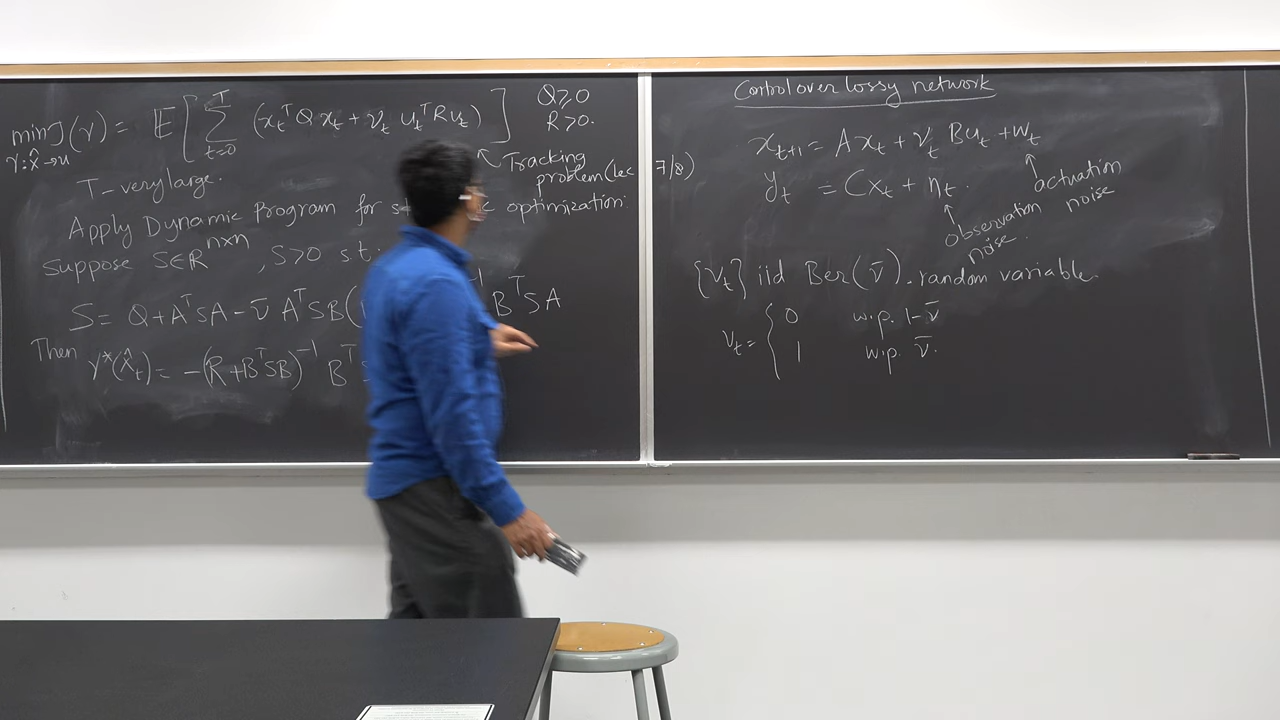 min J(γ) = E[ Σ_{t=0}^{T} (x_t^T Q x_t + ν_t u_t^T R u_t) ]
γ: x̂ → u
Q ≥ 0
R > 0.
Tracking
problem (lec 7/8)
T – very large.
Apply Dynamic Program for optimization:
Suppose S ∈ R^{n×n}, S > 0 s.t.
S = Q + A^T S A − ν̄ A^T S B ( B^T S A
Then γ*(x̂_t) = −(R + B^T S B)^{-1} B^T
Control over lossy network
x_{t+1} = A x_t + ν_t B u_t + w_t
y_t = C x_t + n_t.
actuation
noise
observation
noise.
{ν_t} iid Ber(ν̄) – random variable.
ν_t = { 0 w.p. 1−ν̄
1 w.p. ν̄.